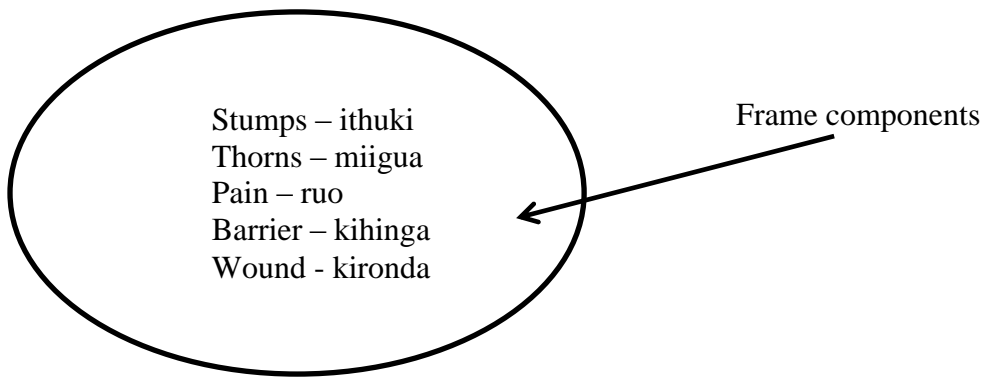 Stumps – ithuki
Thorns – miigua
Pain – ruo
Barrier – kihinga
Wound - kironda
Frame components